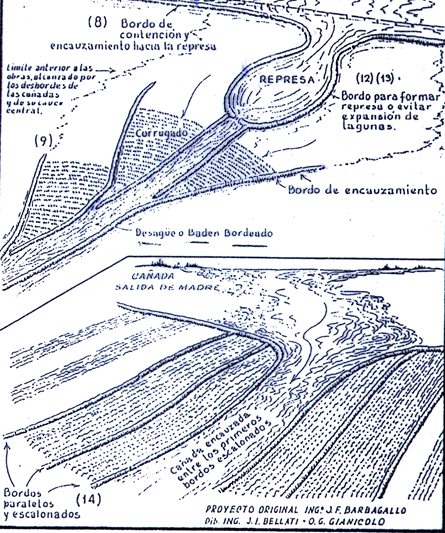 (8) Bordo de
contención y
encauzamiento hacia la represa
Limite anterior a las
obras, alcanzado por
los desbordes de
las cañadas
y de su cauce
central.
REPRESA
(12) (13).
Bordo para formar
represa o evitar
expansión de
lagunas.
Corrugado
(9)
Bordo de encauzamiento
Desagüe o Baden Bordeado
CAÑADA
SALIDA DE MADRE
Cañada encauzada
entre los primeros
bordos escalonados
Bordos
paralelos
y escalonados
(14)
PROYECTO ORIGINAL INGº J. F. BARBAGALLO
Dib. ING. J. I. BELLATI - O. G. GIANICOLO